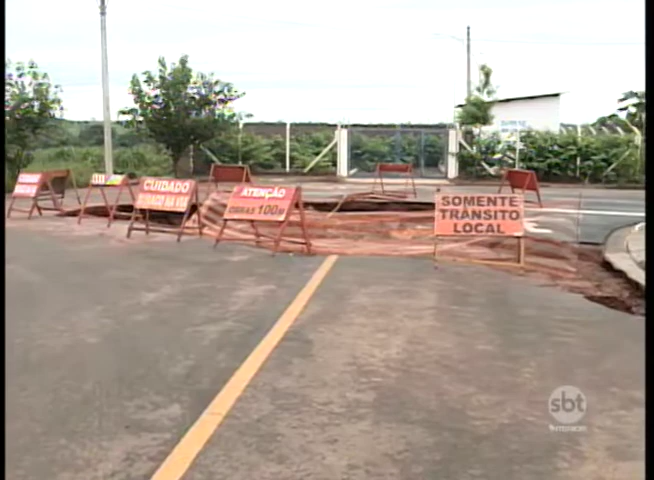 CUIDADO
BURACO NA VIA
ATENÇÃO
OBRAS 100M
SOMENTE
TRÂNSITO
LOCAL
sbt